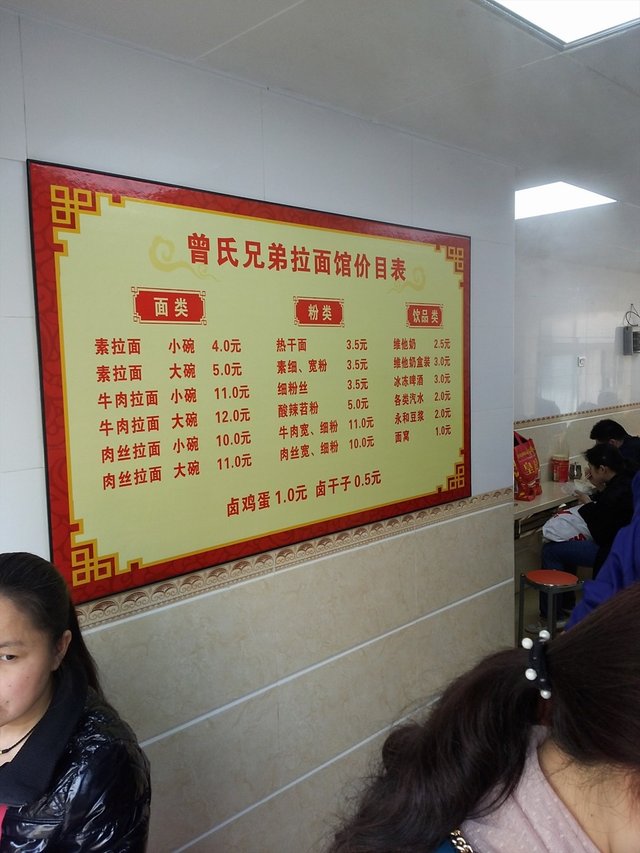 曾氏兄弟拉面馆价目表
面类
素拉面 小碗 4.0元
素拉面 大碗 5.0元
牛肉拉面 小碗 11.0元
牛肉拉面 大碗 12.0元
肉丝拉面 小碗 10.0元
肉丝拉面 大碗 11.0元
粉类
热干面 3.5元
素细、宽粉 3.5元
细粉丝 3.5元
酸辣苕粉 5.0元
牛肉宽、细粉 11.0元
肉丝宽、细粉 10.0元
饮品类
维他奶 2.5元
维他奶盒装 3.0元
冰冻啤酒 3.0元
各类汽水 2.0元
永和豆浆 2.0元
面窝 1.0元
卤鸡蛋 1.0元 卤干子 0.5元